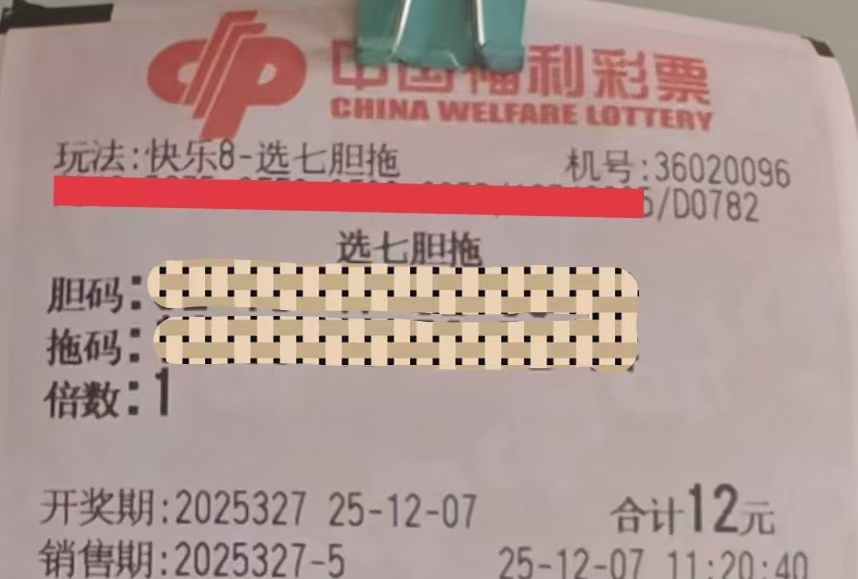 中国福利彩票
CHINA WELFARE LOTTERY
玩法:快乐8-选七胆拖 机号:36020096
5/D0782
选七胆拖
胆码:
拖码:
倍数:1
开奖期:2025327 25-12-07 合计12元
销售期:2025327-5 25-12-07 11:20:40